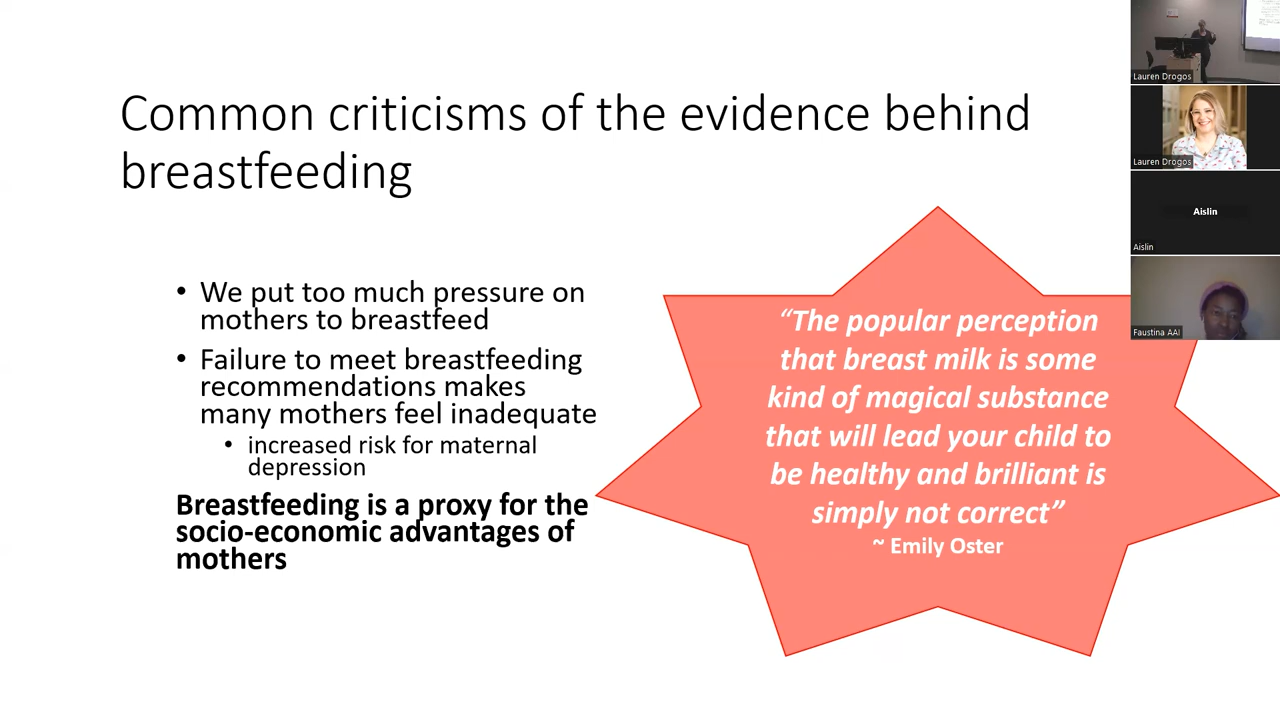 Common criticisms of the evidence behind
breastfeeding
• We put too much pressure on
mothers to breastfeed
• Failure to meet breastfeeding
recommendations makes
many mothers feel inadequate
• increased risk for maternal
depression
Breastfeeding is a proxy for the
socio-economic advantages of
mothers
“The popular perception
that breast milk is some
kind of magical substance
that will lead your child to
be healthy and brilliant is
simply not correct”
~ Emily Oster
Lauren Drogos
Lauren Drogos
Aislin
Aislin
Faustina AAI